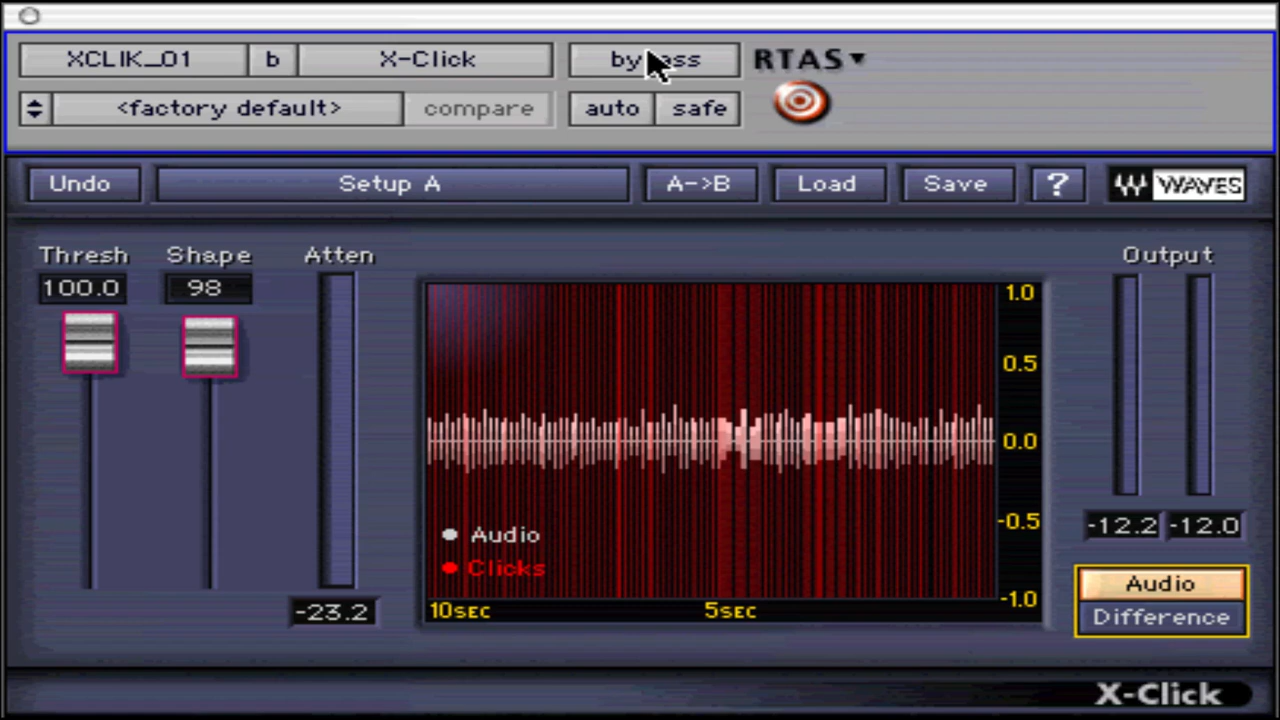 XCLIK_01 b X-Click bypass RTAS
<factory default> compare auto safe
Undo Setup A A->B Load Save ? WAVES
Thresh Shape Atten Output
100.0 98
1.0
0.5
0.0
-0.5
-1.0
Audio
Clicks
10SEC 5SEC
-23.2
-12.2 -12.0
Audio
Difference
X-Click